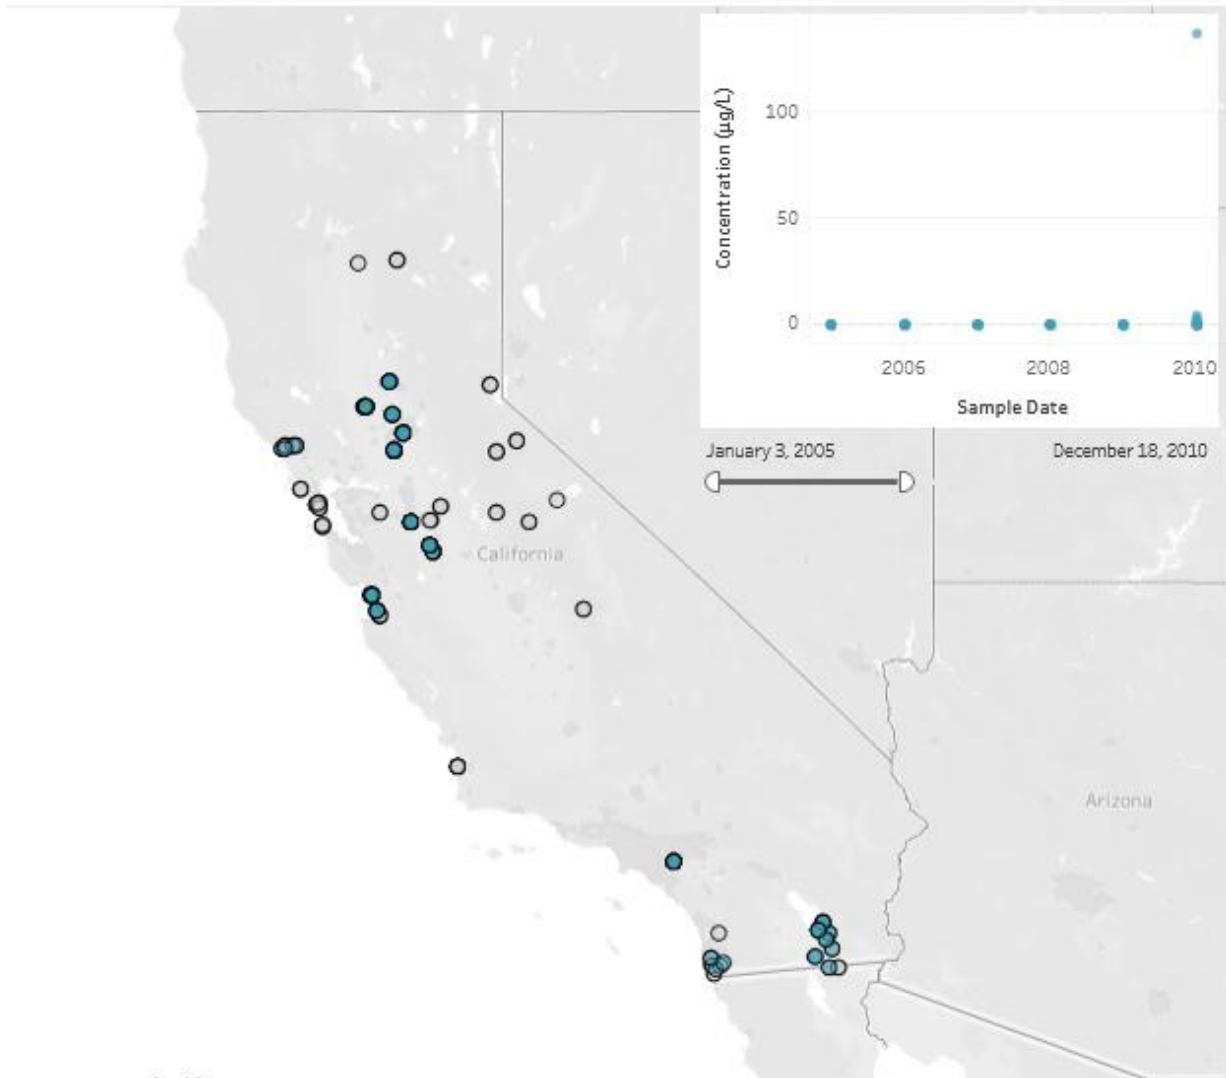 Concentration (µg/L)
100
50
0
2006 2008 2010
Sample Date
January 3, 2005 December 18, 2010
California
Arizona